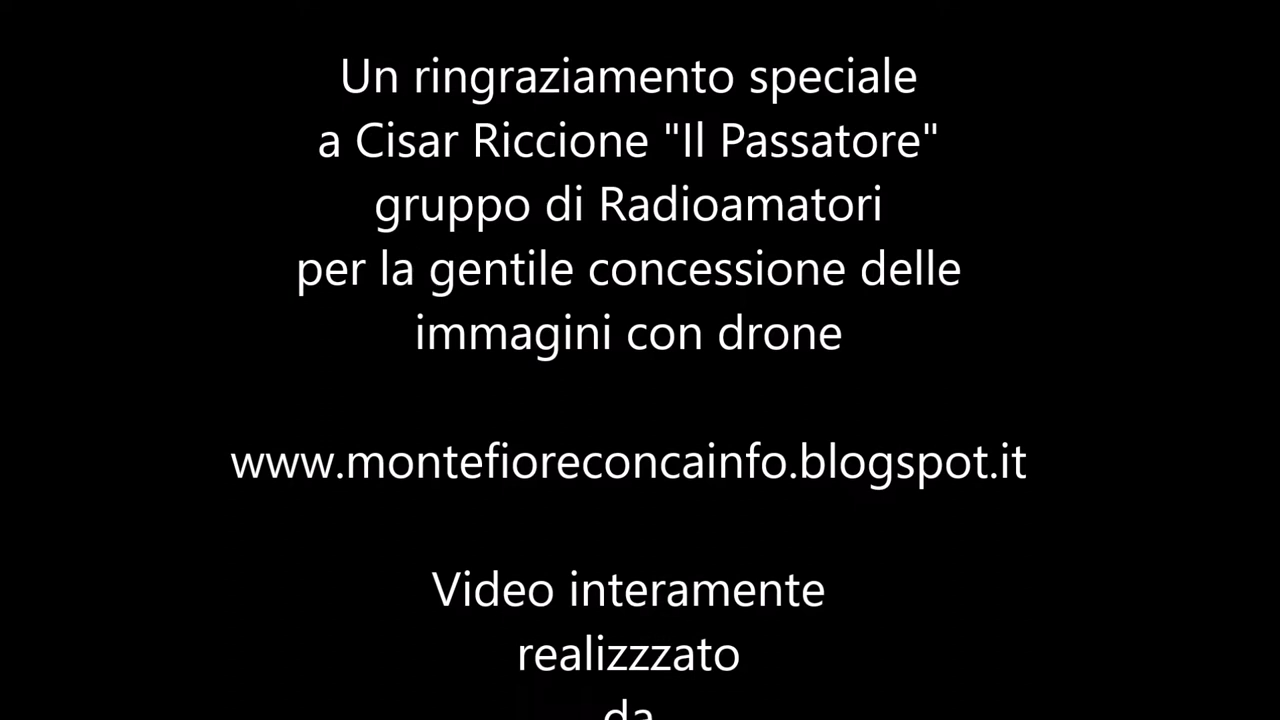 Un ringraziamento speciale
a Cisar Riccione "Il Passatore"
gruppo di Radioamatori
per la gentile concessione delle
immagini con drone
www.montefioreconcainfo.blogspot.it
Video interamente
realizzzato
da